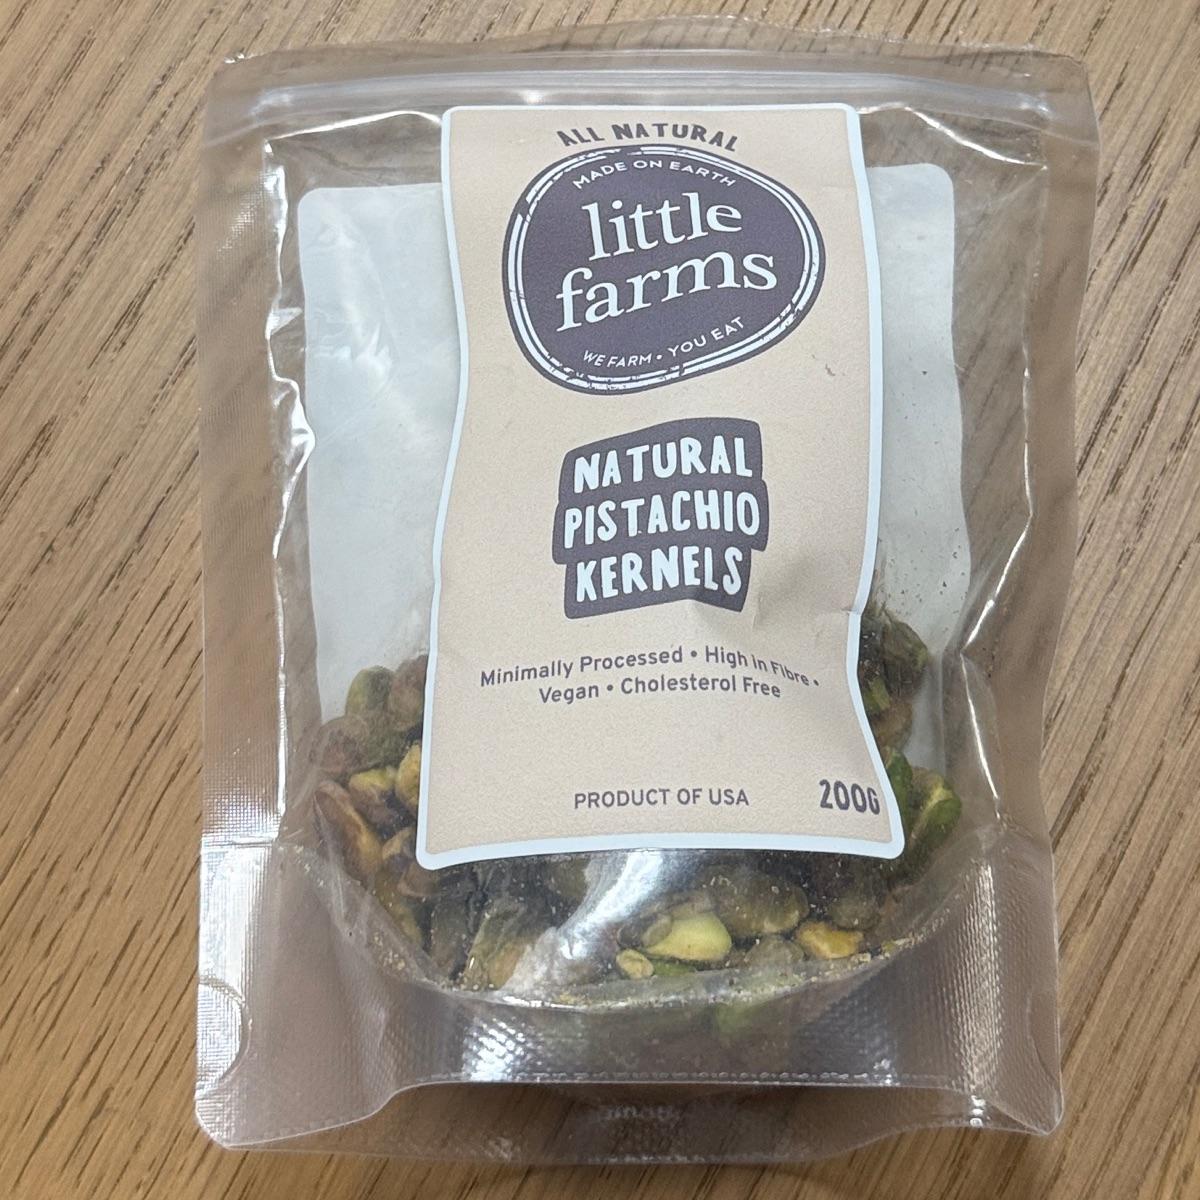 ALL NATURAL
MADE ON EARTH
little
farms
WE FARM • YOU EAT
NATURAL
PISTACHIO
KERNELS
Minimally Processed • High in Fibre •
Vegan • Cholesterol Free
PRODUCT OF USA
200G